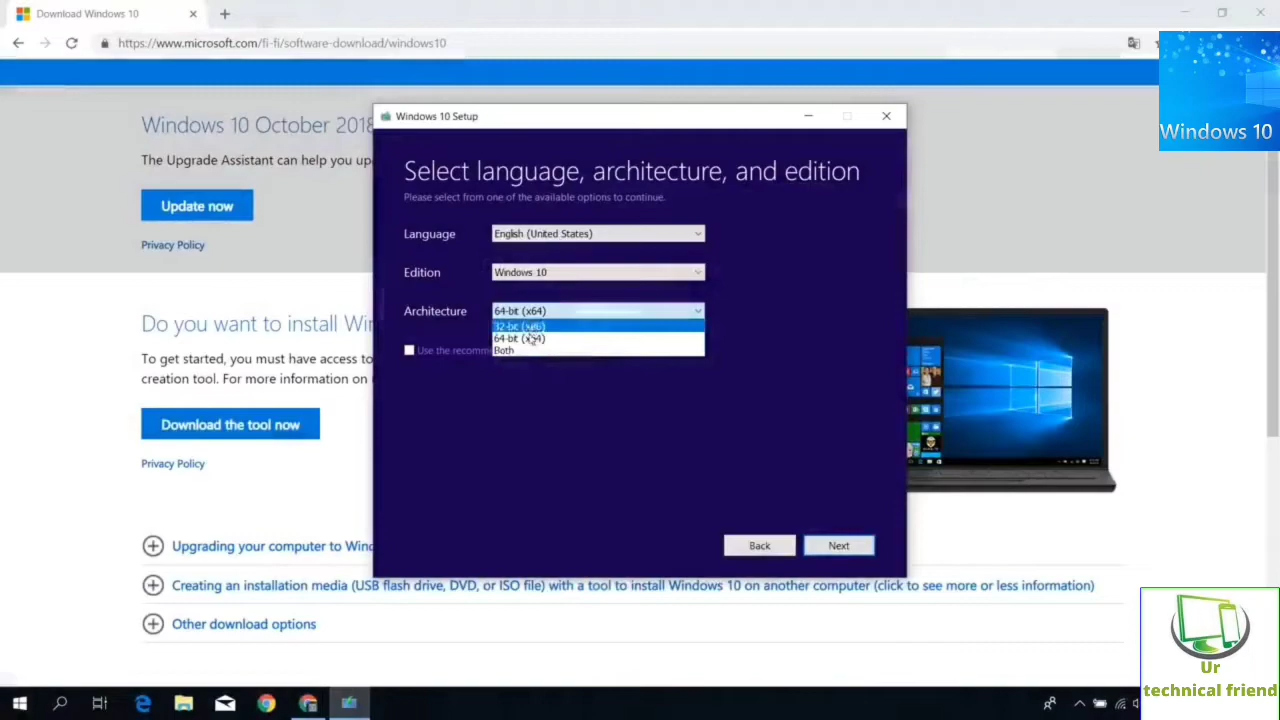 Download Windows 10
https://www.microsoft.com/fi-fi/software-download/windows10
Windows 10
Windows 10 October 2018
The Upgrade Assistant can help you up
Update now
Privacy Policy
Do you want to install Wi
To get started, you must have access to
creation tool. For more information on
Download the tool now
Privacy Policy
Windows 10 Setup
Select language, architecture, and edition
Please select from one of the available options to continue.
Language
English (United States)
Edition
Windows 10
Architecture
64-bit (x64)
32-bit (x86)
64-bit (x64)
Both
Use the recomm
Back
Next
Upgrading your computer to Wind
Creating an installation media (USB flash drive, DVD, or ISO file) with a tool to install Windows 10 on another computer (click to see more or less information)
Other download options
Ur
technical friend